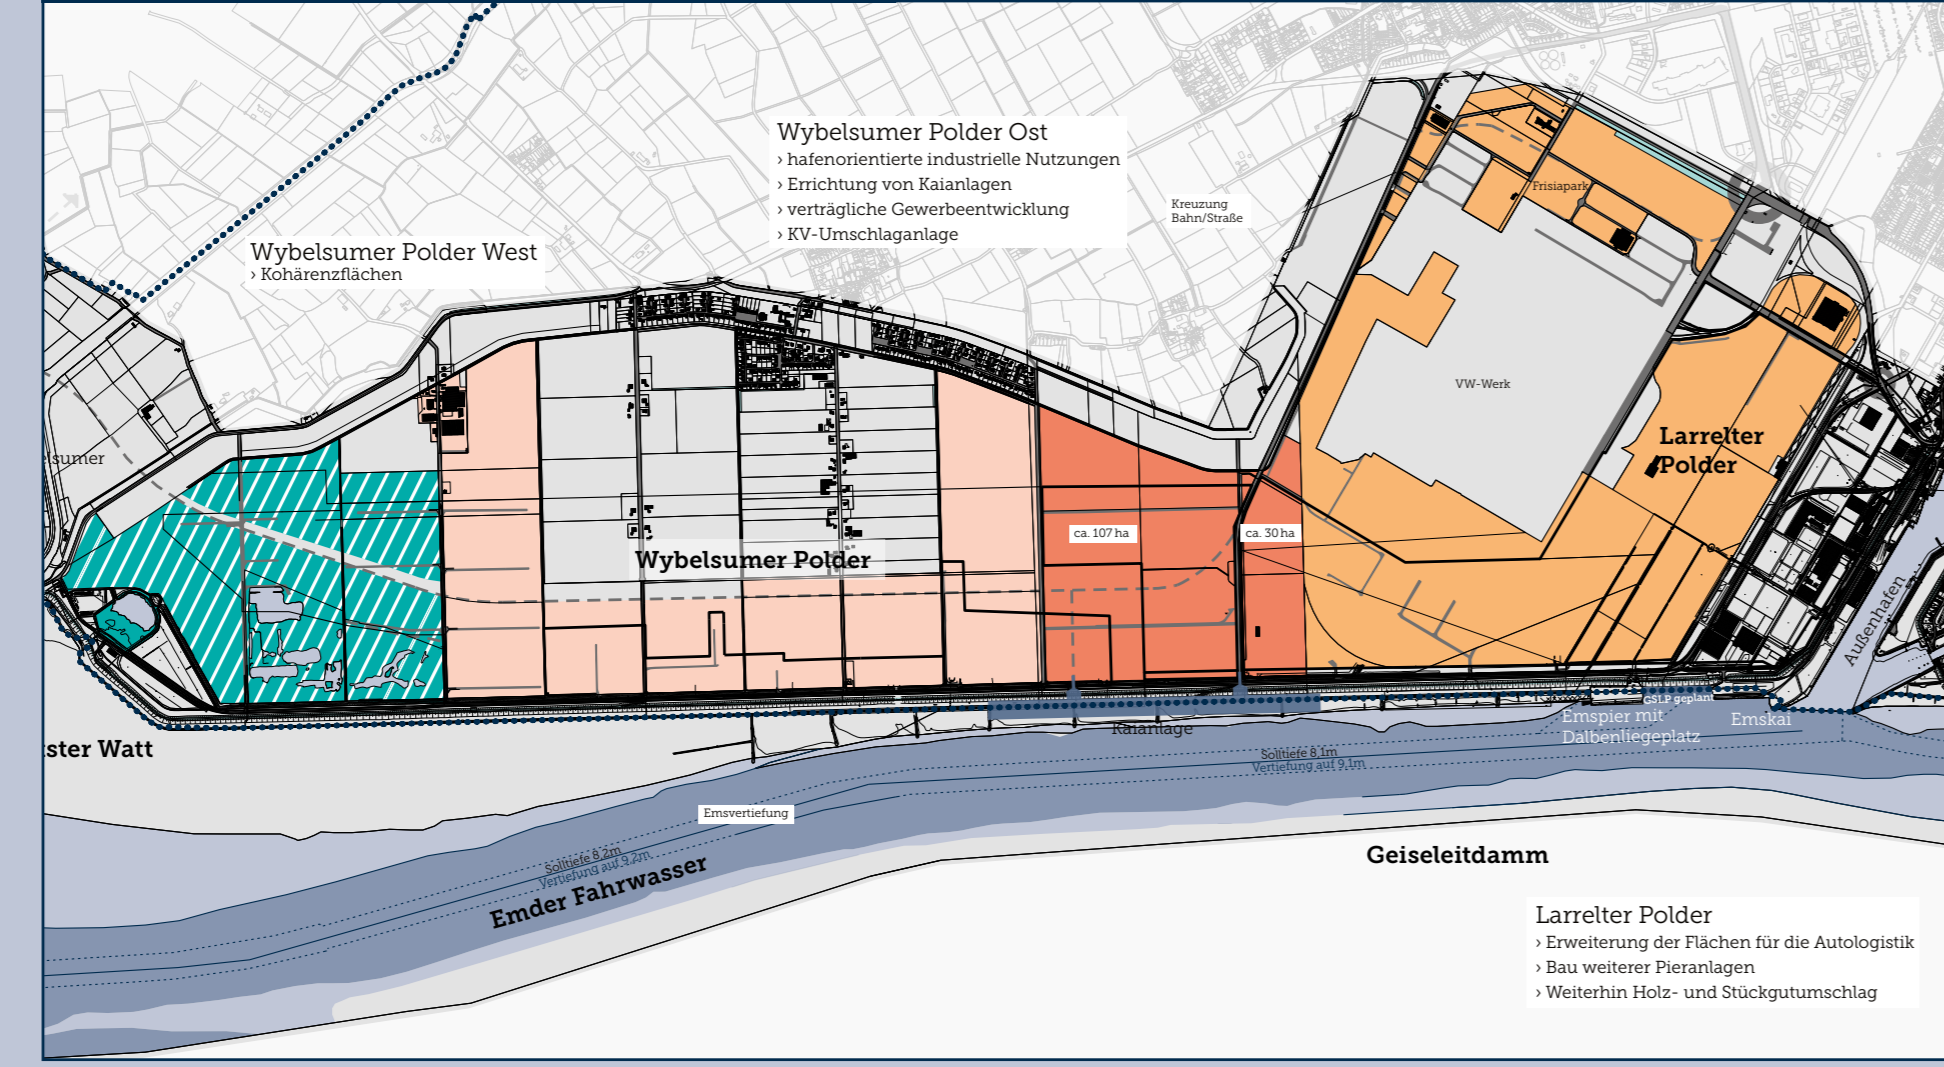 Wybelsumer Polder Ost
› hafenorientierte industrielle Nutzungen
› Errichtung von Kaianlagen
› verträgliche Gewerbeentwicklung
› KV-Umschlaganlage
Kreuzung
Bahn/Straße
Wybelsumer Polder West
› Kohärenzflächen
Frisiapark
VW-Werk
Larrelter
Polder
elsumer
ca. 107 ha
ca. 30 ha
Wybelsumer Polder
Außenhafen
GSLP geplant
Emspier mit
Dalbenliegeplatz
Emskai
Kaianlage
ster Watt
Solltiefe 8,1m
Vertiefung auf 9,1m
Emsvertiefung
Solltiefe 8,2m
Vertiefung auf 9,2m
Emder Fahrwasser
Geiseleitdamm
Larrelter Polder
› Erweiterung der Flächen für die Autologistik
› Bau weiterer Pieranlagen
› Weiterhin Holz- und Stückgutumschlag